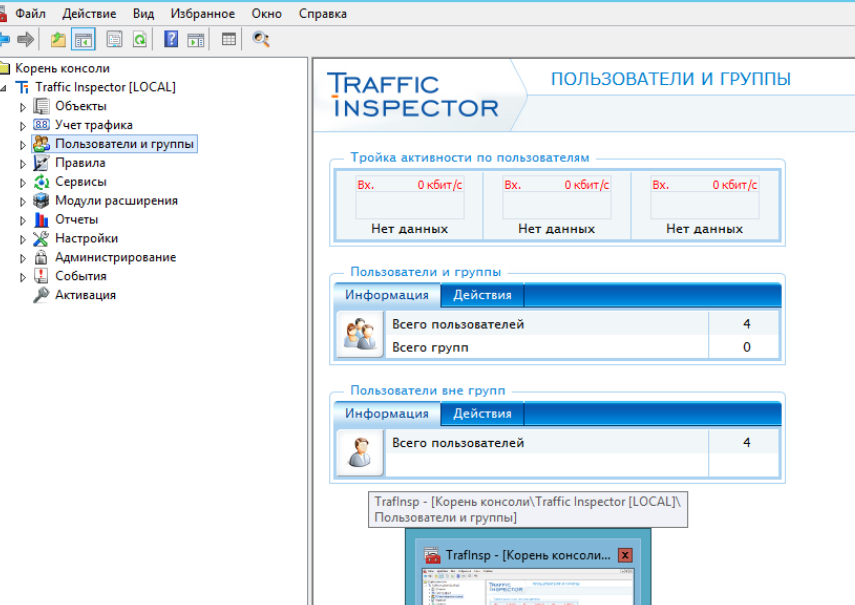 Файл Действие Вид Избранное Окно Справка
Корень консоли
Traffic Inspector [LOCAL]
Объекты
Учет трафика
Пользователи и группы
Правила
Сервисы
Модули расширения
Отчеты
Настройки
Администрирование
События
Активация
TRAFFIC
INSPECTOR
ПОЛЬЗОВАТЕЛИ И ГРУППЫ
Тройка активности по пользователям
Вх. 0 кбит/с Вх. 0 кбит/с Вх. 0 кбит/с
Нет данных Нет данных Нет данных
Пользователи и группы
Информация Действия
Всего пользователей 4
Всего групп 0
Пользователи вне групп
Информация Действия
Всего пользователей 4
TrafInsp - [Корень консоли\Traffic Inspector [LOCAL]\
Пользователи и группы]
TrafInsp - [Корень консоли...